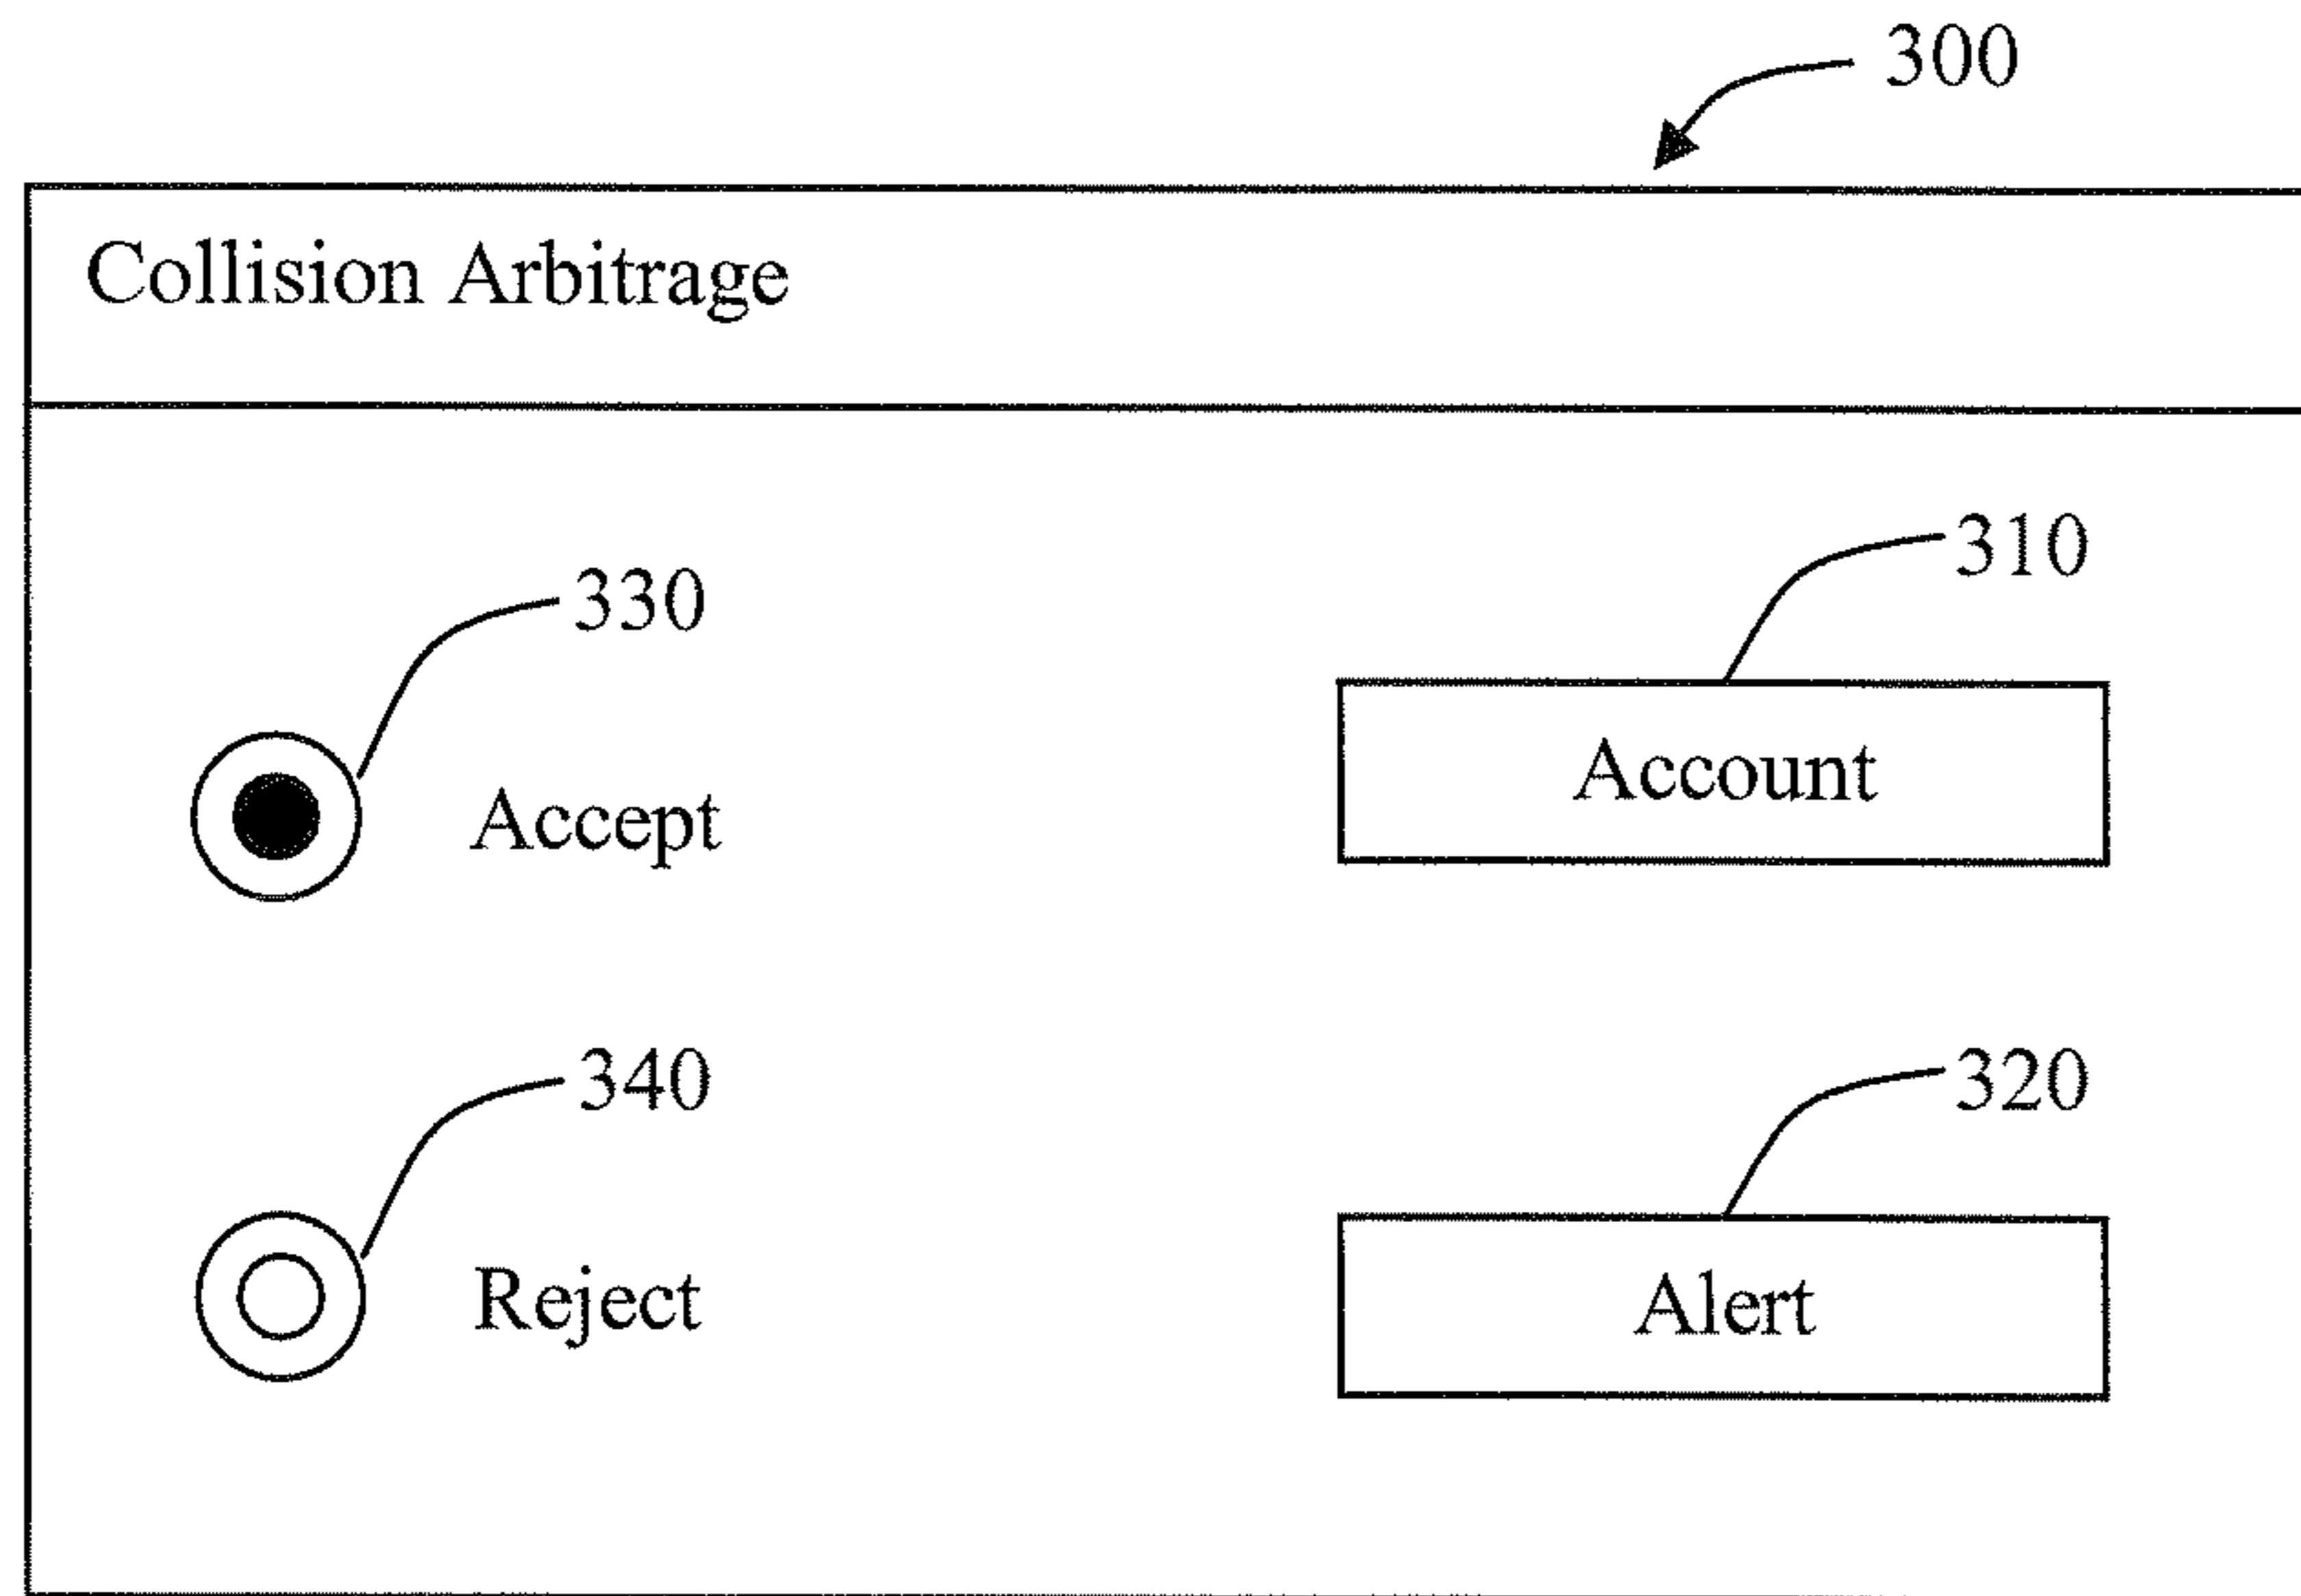 300
Collision Arbitrage
310
330
Account
Accept
340
320
Reject
Alert